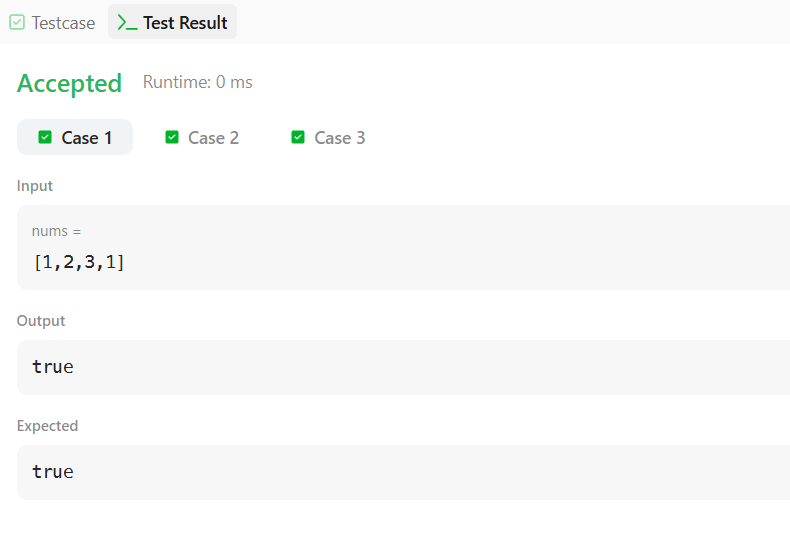 Testcase >_ Test Result
Accepted Runtime: 0 ms
Case 1 Case 2 Case 3
Input
nums =
[1,2,3,1]
Output
true
Expected
true